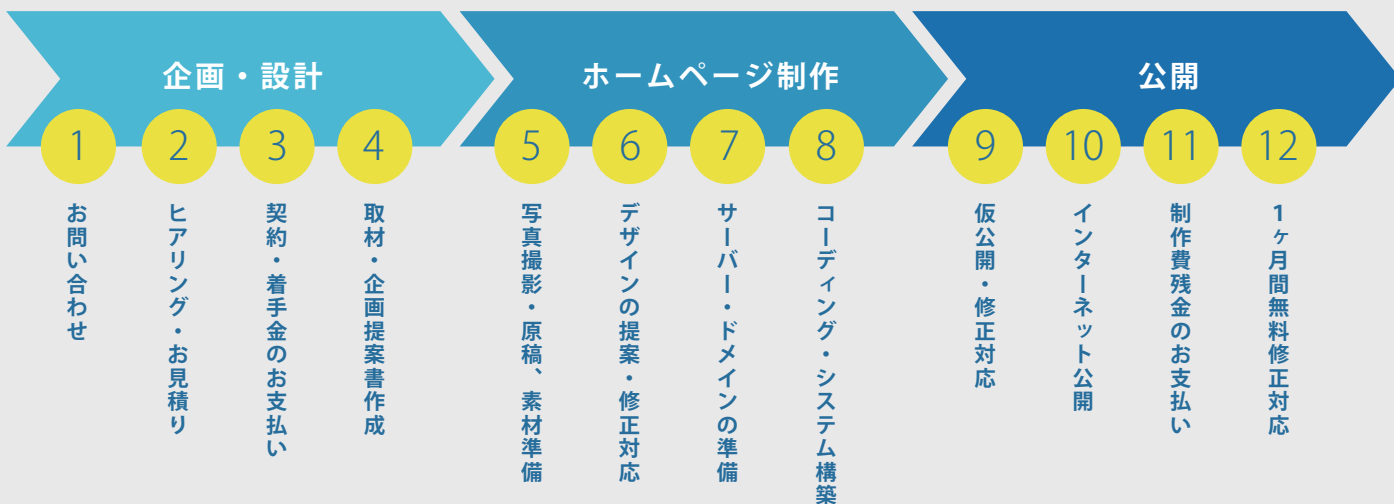 企画・設計
1
お問い合わせ
2
ヒアリング・お見積り
3
契約・着手金のお支払い
4
取材・企画提案書作成
ホームページ制作
5
写真撮影・原稿、素材準備
6
デザインの提案・修正対応
7
サーバー・ドメインの準備
8
コーディング・システム構築
公開
9
仮公開・修正対応
10
インターネット公開
11
制作費残金のお支払い
12
1ヶ月間無料修正対応